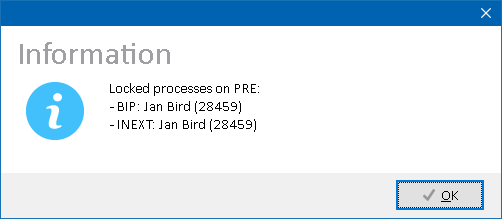 Information
Locked processes on PRE:
- BIP: Jan Bird (28459)
- INEXT: Jan Bird (28459)
OK